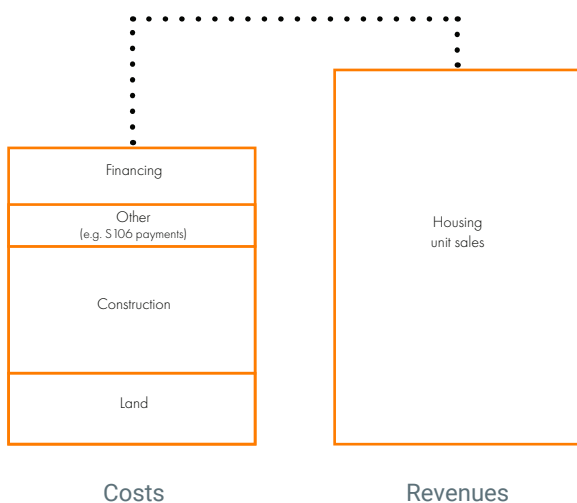 Financing
Other
(e.g. S106 payments)
Construction
Land
Housing
unit sales
Costs
Revenues